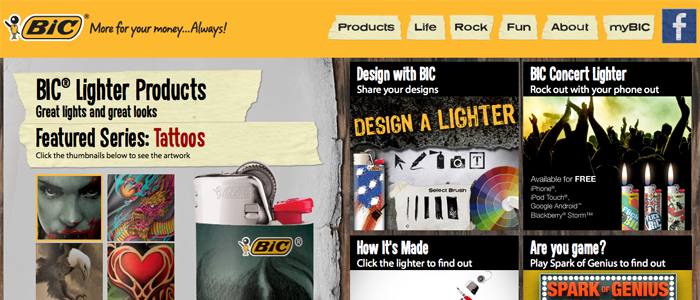 BIC®
More for your money...Always!
Products
Life
Rock
Fun
About
myBIC
f
BIC® Lighter Products
Great lights and great looks
Featured Series: Tattoos
Click the thumbnails below to see the artwork
BIC
Design with BIC
Share your designs
DESIGN A LIGHTER
T
Select Brush
BIC Concert Lighter
Rock out with your phone out
Available for FREE
iPhone®,
iPod Touch®,
Google Android™
Blackberry® Storm™
How It's Made
Click the lighter to find out
Are you game?
Play Spark of Genius to find out
SPARK OF GENIUS